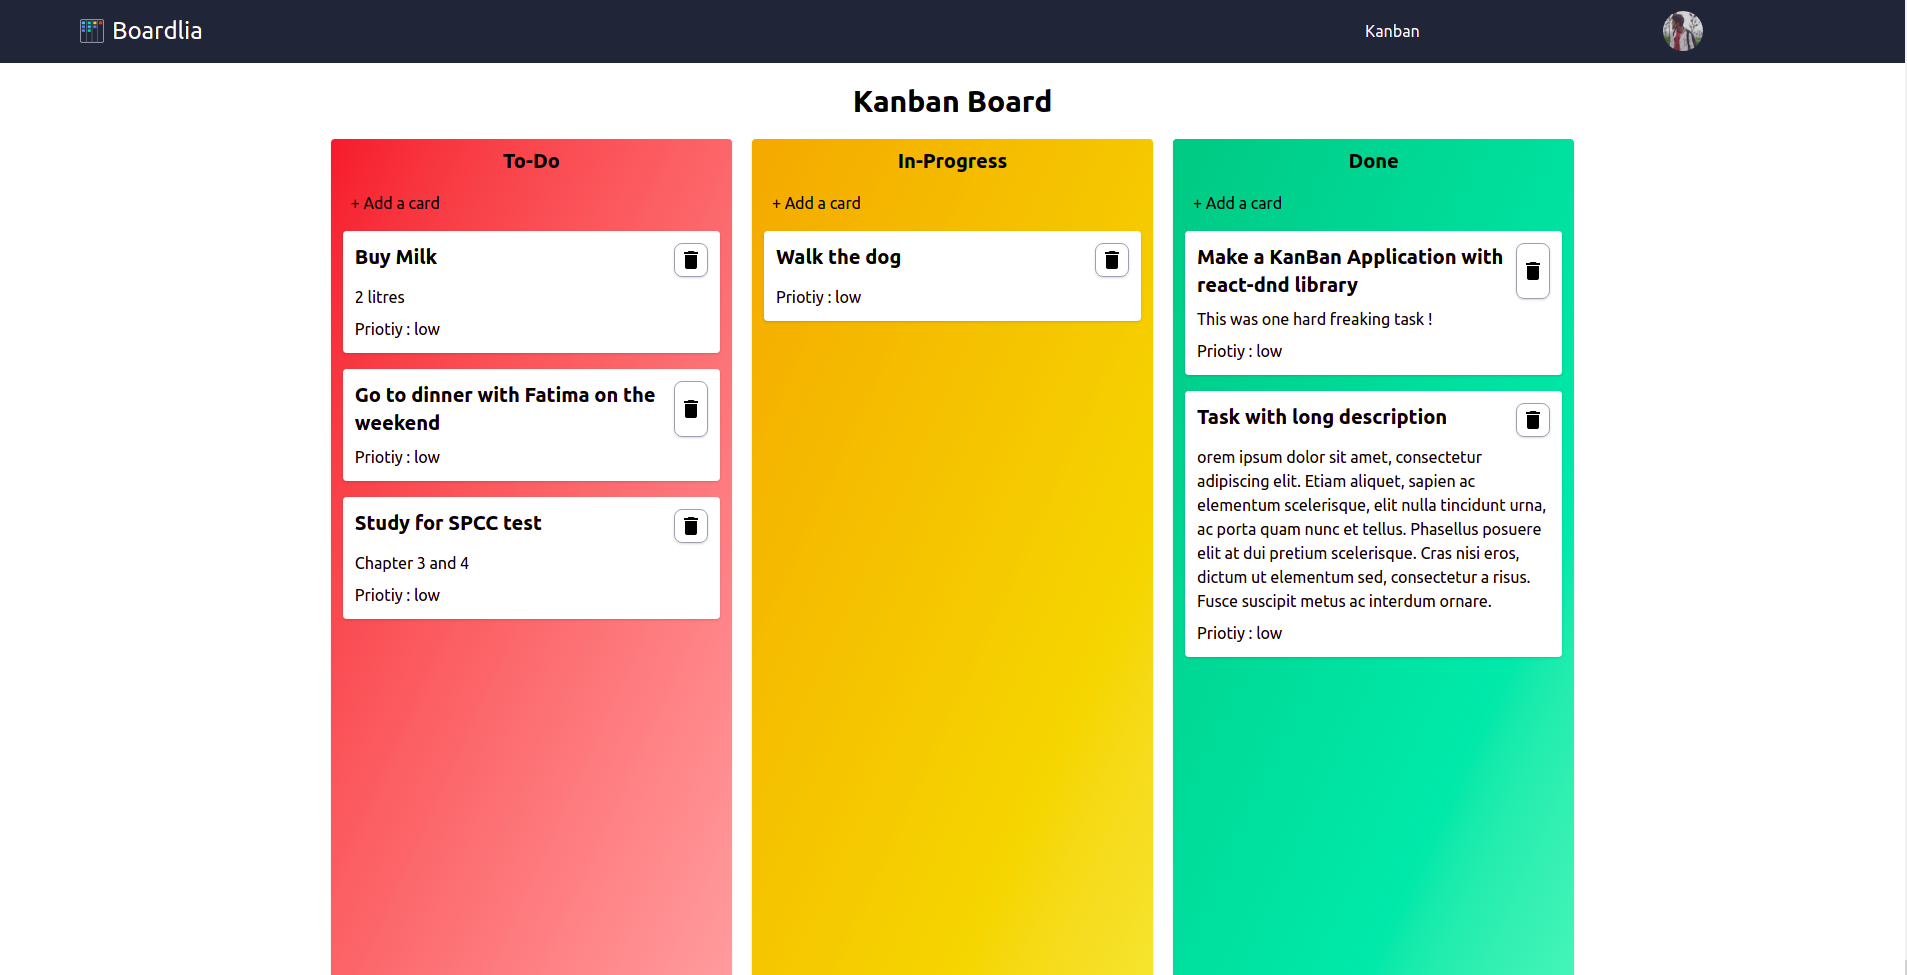 Boardlia
Kanban
Kanban Board
To-Do
+ Add a card
Buy Milk
2 litres
Priotiy : low
Go to dinner with Fatima on the
weekend
Priotiy : low
Study for SPCC test
Chapter 3 and 4
Priotiy : low
In-Progress
+ Add a card
Walk the dog
Priotiy : low
Done
+ Add a card
Make a KanBan Application with
react-dnd library
This was one hard freaking task !
Priotiy : low
Task with long description
orem ipsum dolor sit amet, consectetur
adipiscing elit. Etiam aliquet, sapien ac
elementum scelerisque, elit nulla tincidunt urna,
ac porta quam nunc et tellus. Phasellus posuere
elit at dui pretium scelerisque. Cras nisi eros,
dictum ut elementum sed, consectetur a risus.
Fusce suscipit metus ac interdum ornare.
Priotiy : low